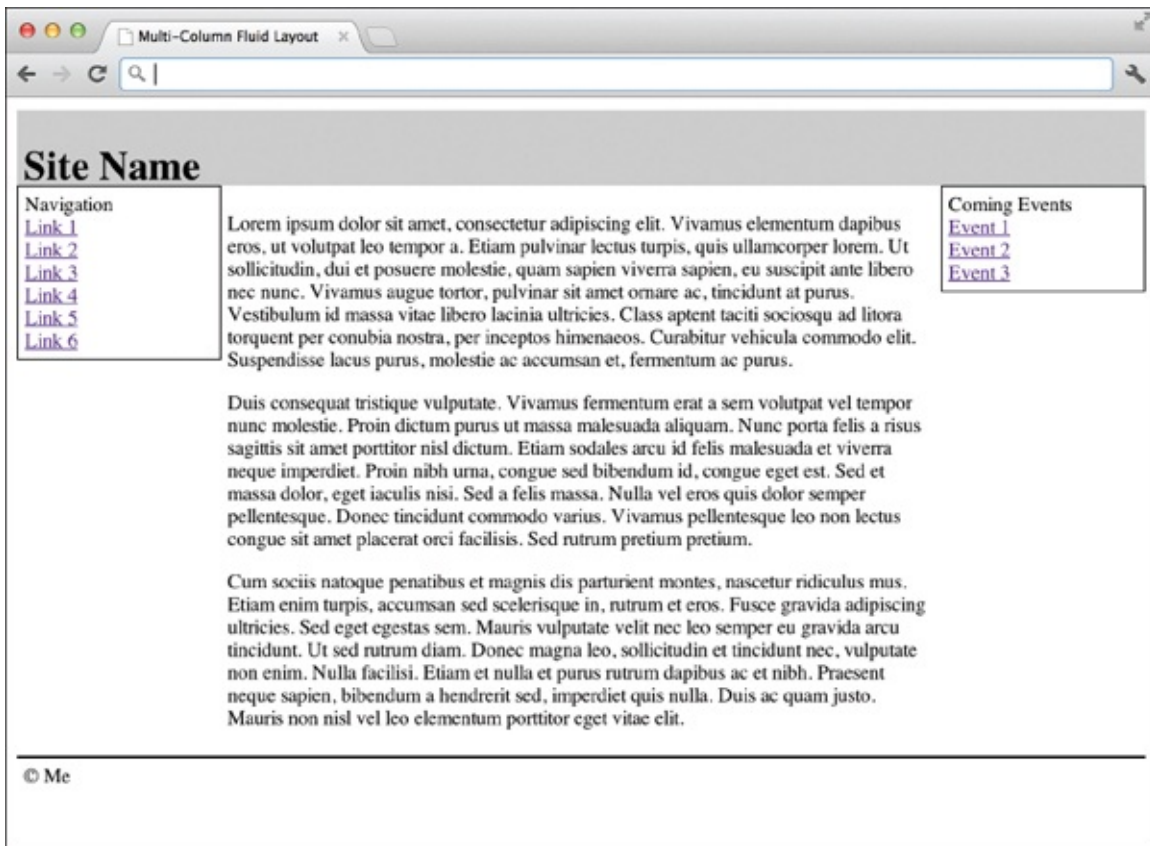 Multi-Column Fluid Layout
Site Name
Navigation
Link 1
Link 2
Link 3
Link 4
Link 5
Link 6
Lorem ipsum dolor sit amet, consectetur adipiscing elit. Vivamus elementum dapibus
eros, ut volutpat leo tempor a. Etiam pulvinar lectus turpis, quis ullamcorper lorem. Ut
sollicitudin, dui et posuere molestie, quam sapien viverra sapien, eu suscipit ante libero
nec nunc. Vivamus augue tortor, pulvinar sit amet ornare ac, tincidunt at purus.
Vestibulum id massa vitae libero lacinia ultricies. Class aptent taciti sociosqu ad litora
torquent per conubia nostra, per inceptos himenaeos. Curabitur vehicula commodo elit.
Suspendisse lacus purus, molestie ac accumsan et, fermentum ac purus.
Duis consequat tristique vulputate. Vivamus fermentum erat a sem volutpat vel tempor
nunc molestie. Proin dictum purus ut massa malesuada aliquam. Nunc porta felis a risus
sagittis sit amet porttitor nisl dictum. Etiam sodales arcu id felis malesuada et viverra
neque imperdiet. Proin nibh urna, congue sed bibendum id, congue eget est. Sed et
massa dolor, eget iaculis nisi. Sed a felis massa. Nulla vel eros quis dolor semper
pellentesque. Donec tincidunt commodo varius. Vivamus pellentesque leo non lectus
congue sit amet placerat orci facilisis. Sed rutrum pretium pretium.
Cum sociis natoque penatibus et magnis dis parturient montes, nascetur ridiculus mus.
Etiam enim turpis, accumsan sed scelerisque in, rutrum et eros. Fusce gravida adipiscing
ultricies. Sed eget egestas sem. Mauris vulputate velit nec leo semper eu gravida arcu
tincidunt. Ut sed rutrum diam. Donec magna leo, sollicitudin et tincidunt nec, vulputate
non enim. Nulla facilisi. Etiam et nulla et purus rutrum dapibus ac et nibh. Praesent
neque sapien, bibendum a hendrerit sed, imperdiet quis nulla. Duis ac quam justo.
Mauris non nisl vel leo elementum porttitor eget vitae elit.
Coming Events
Event 1
Event 2
Event 3
© Me